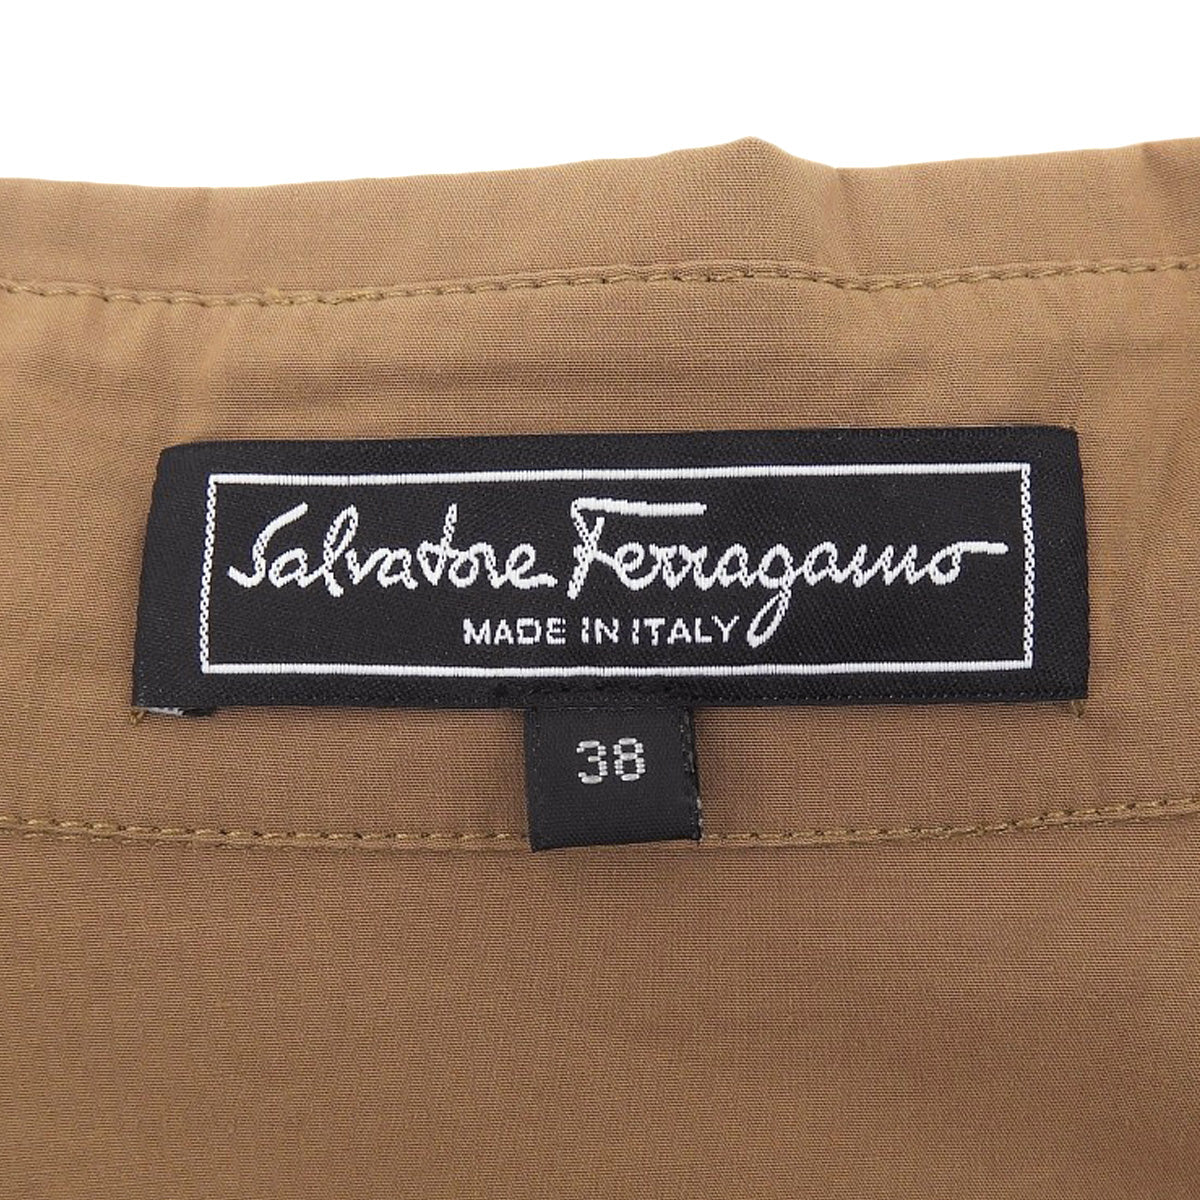 Salvatore Ferragamo
MADE IN ITALY
38